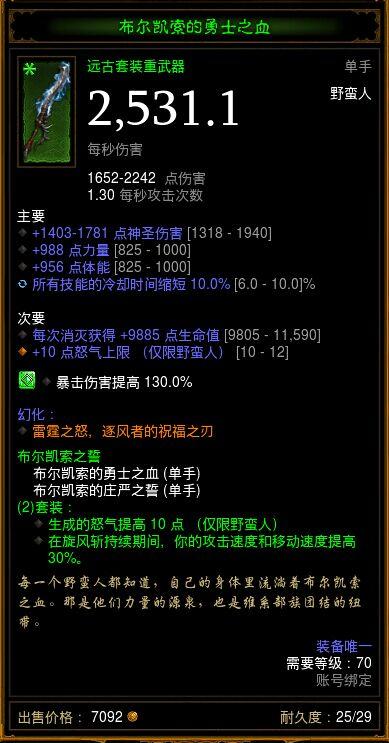 布尔凯索的勇士之血
远古套装重武器 单手
2,531.1 野蛮人
每秒伤害
1652-2242 点伤害
1.30 每秒攻击次数
主要
+1403-1781 点神圣伤害 [1318 - 1940]
+988 点力量 [825 - 1000]
+956 点体能 [825 - 1000]
所有技能的冷却时间缩短 10.0% [6.0 - 10.0]%
次要
每次消灭获得 +9885 点生命值 [9805 - 11,590]
+10 点怒气上限 （仅限野蛮人） [10 - 12]
暴击伤害提高 130.0%
幻化：
雷霆之怒，逐风者的祝福之刃
布尔凯索之誓
布尔凯索的勇士之血 (单手)
布尔凯索的庄严之誓 (单手)
(2)套装：
生成的怒气提高 10 点 （仅限野蛮人）
在旋风斩持续期间，你的攻击速度和移动速度提高
30%。
每一个野蛮人都知道，自己的身体里流淌着布尔凯索
之血。那是他们力量的源泉，也是维系部族团结的纽
带。
装备唯一
需要等级：70
账号绑定
出售价格： 7092 耐久度：25/29